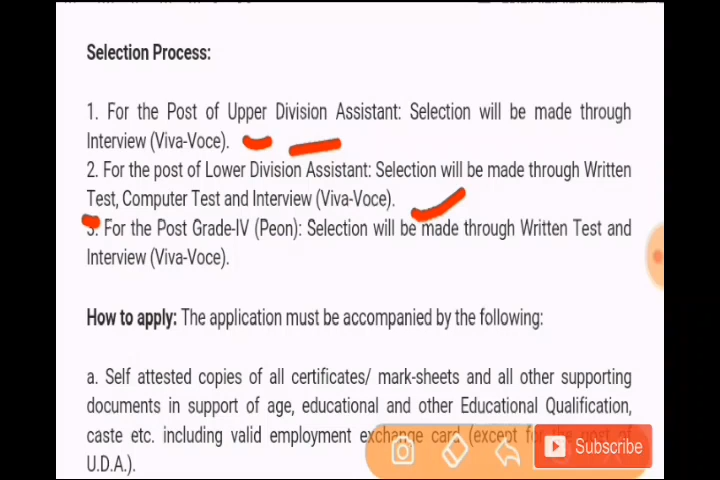 Selection Process:
1. For the Post of Upper Division Assistant: Selection will be made through
Interview (Viva-Voce).
2. For the post of Lower Division Assistant: Selection will be made through Written
Test, Computer Test and Interview (Viva-Voce).
3. For the Post Grade-IV (Peon): Selection will be made through Written Test and
Interview (Viva-Voce).
How to apply: The application must be accompanied by the following:
a. Self attested copies of all certificates/ mark-sheets and all other supporting
documents in support of age, educational and other Educational Qualification,
caste etc. including valid employment exchange card (except for the post of
U.D.A.).
Subscribe